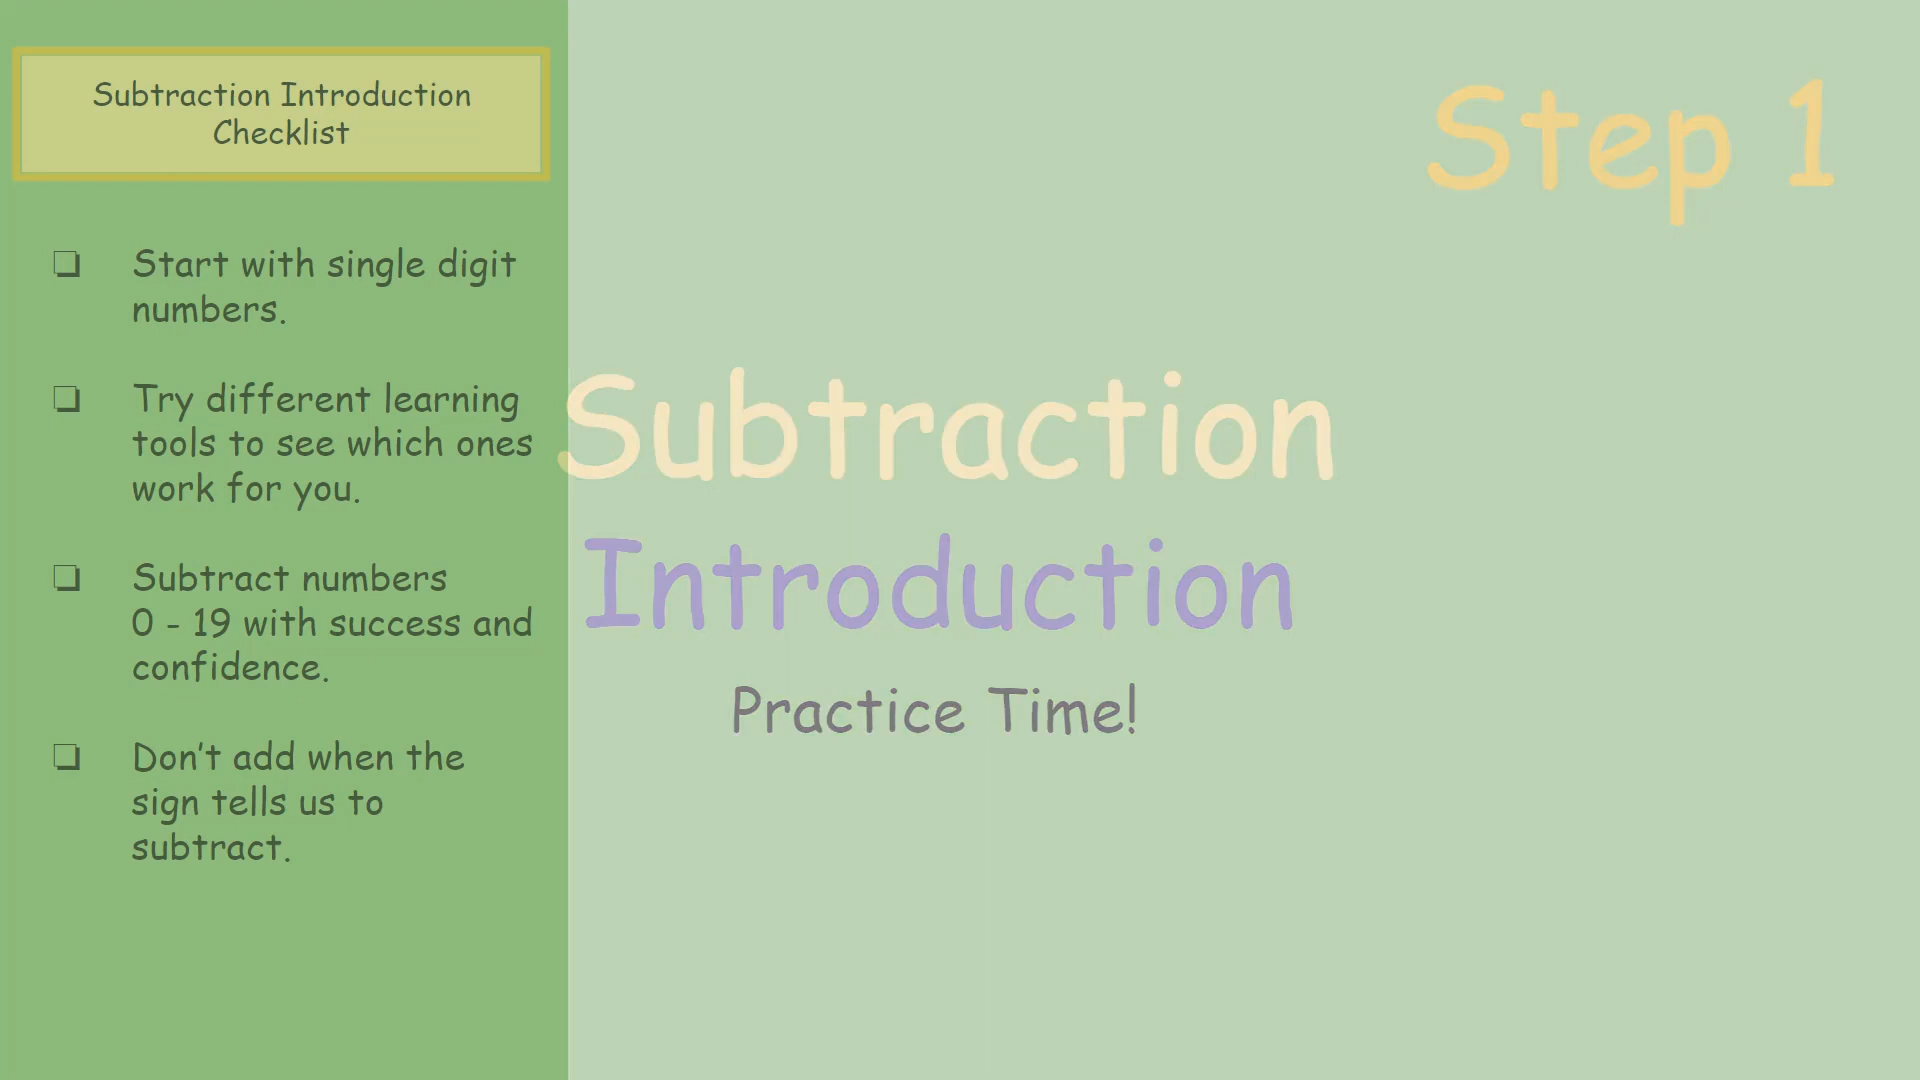 Subtraction Introduction
Checklist
❏ Start with single digit
numbers.
❏ Try different learning
tools to see which ones
work for you.
❏ Subtract numbers
0 - 19 with success and
confidence.
❏ Don’t add when the
sign tells us to
subtract.
Step 1
Subtraction
Introduction
Practice Time!